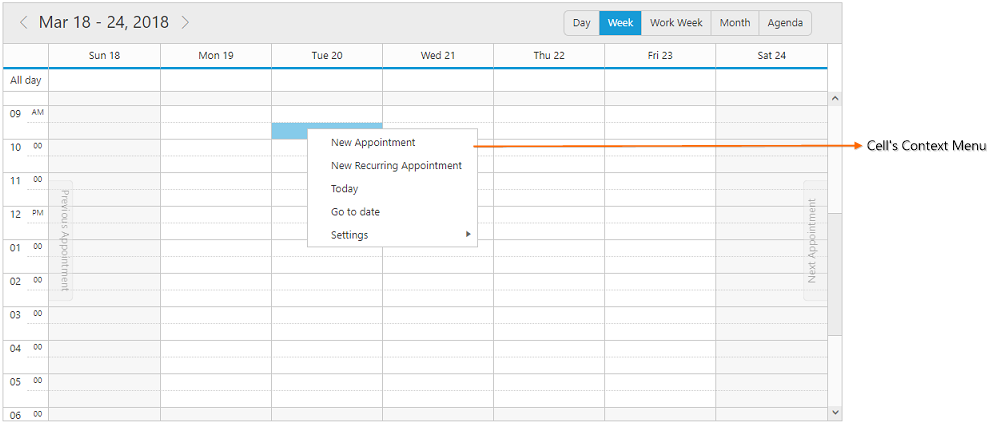 Mar 18 - 24, 2018
Day Week Work Week Month Agenda
Sun 18 Mon 19 Tue 20 Wed 21 Thu 22 Fri 23 Sat 24
All day
09 AM
10 00
11 00
12 PM
01 00
02 00
03 00
04 00
05 00
06 00
Previous Appointment
New Appointment
New Recurring Appointment
Today
Go to date
Settings
Next Appointment
Cell's Context Menu